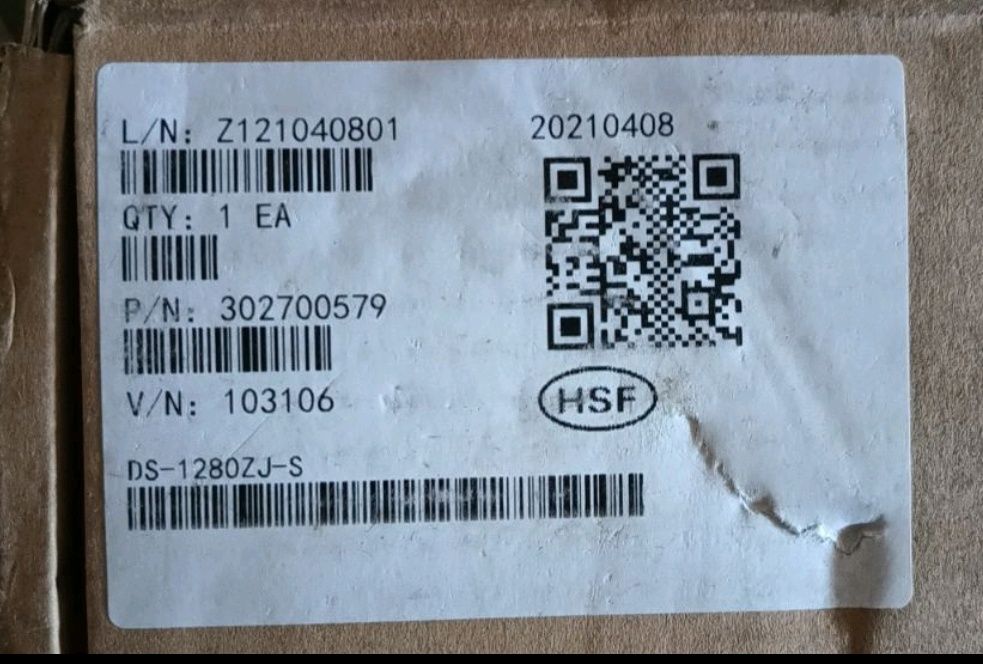 L/N: Z121040801
20210408
QTY: 1 EA
P/N: 302700579
V/N: 103106
HSF
DS-1280ZJ-S